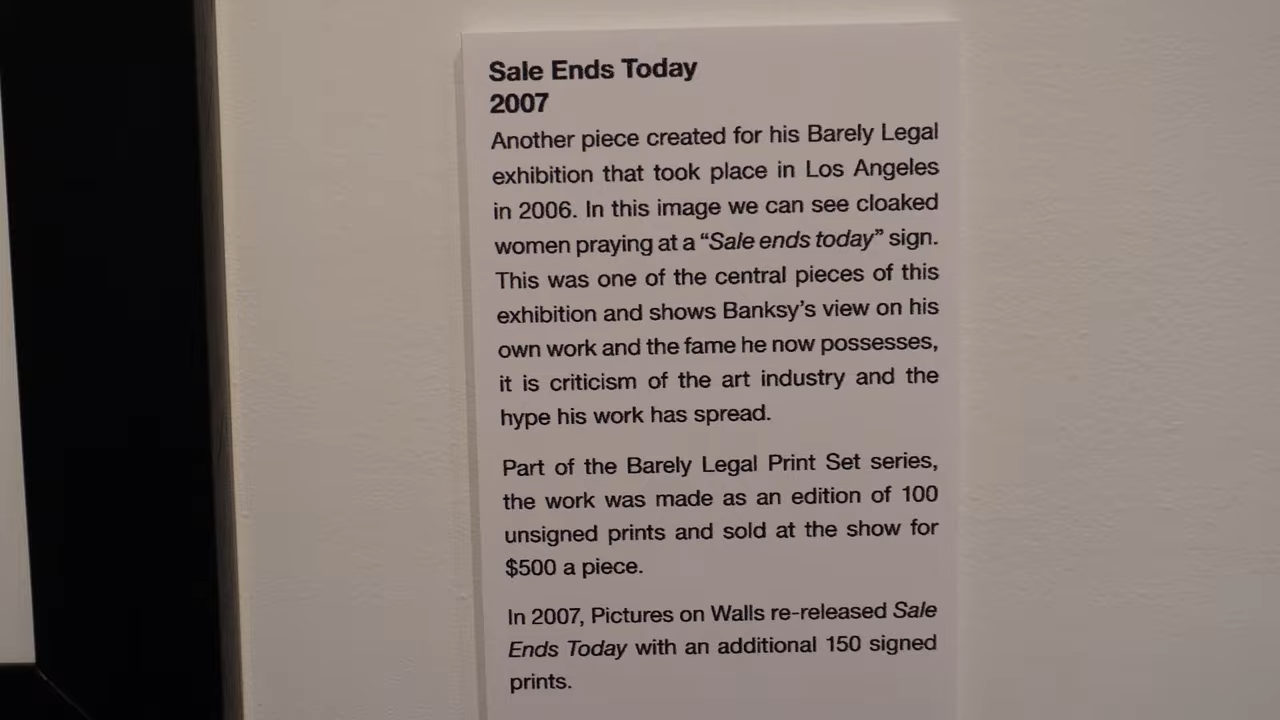 Sale Ends Today
2007
Another piece created for his Barely Legal
exhibition that took place in Los Angeles
in 2006. In this image we can see cloaked
women praying at a “Sale ends today” sign.
This was one of the central pieces of this
exhibition and shows Banksy’s view on his
own work and the fame he now possesses,
it is criticism of the art industry and the
hype his work has spread.
Part of the Barely Legal Print Set series,
the work was made as an edition of 100
unsigned prints and sold at the show for
$500 a piece.
In 2007, Pictures on Walls re-released Sale
Ends Today with an additional 150 signed
prints.